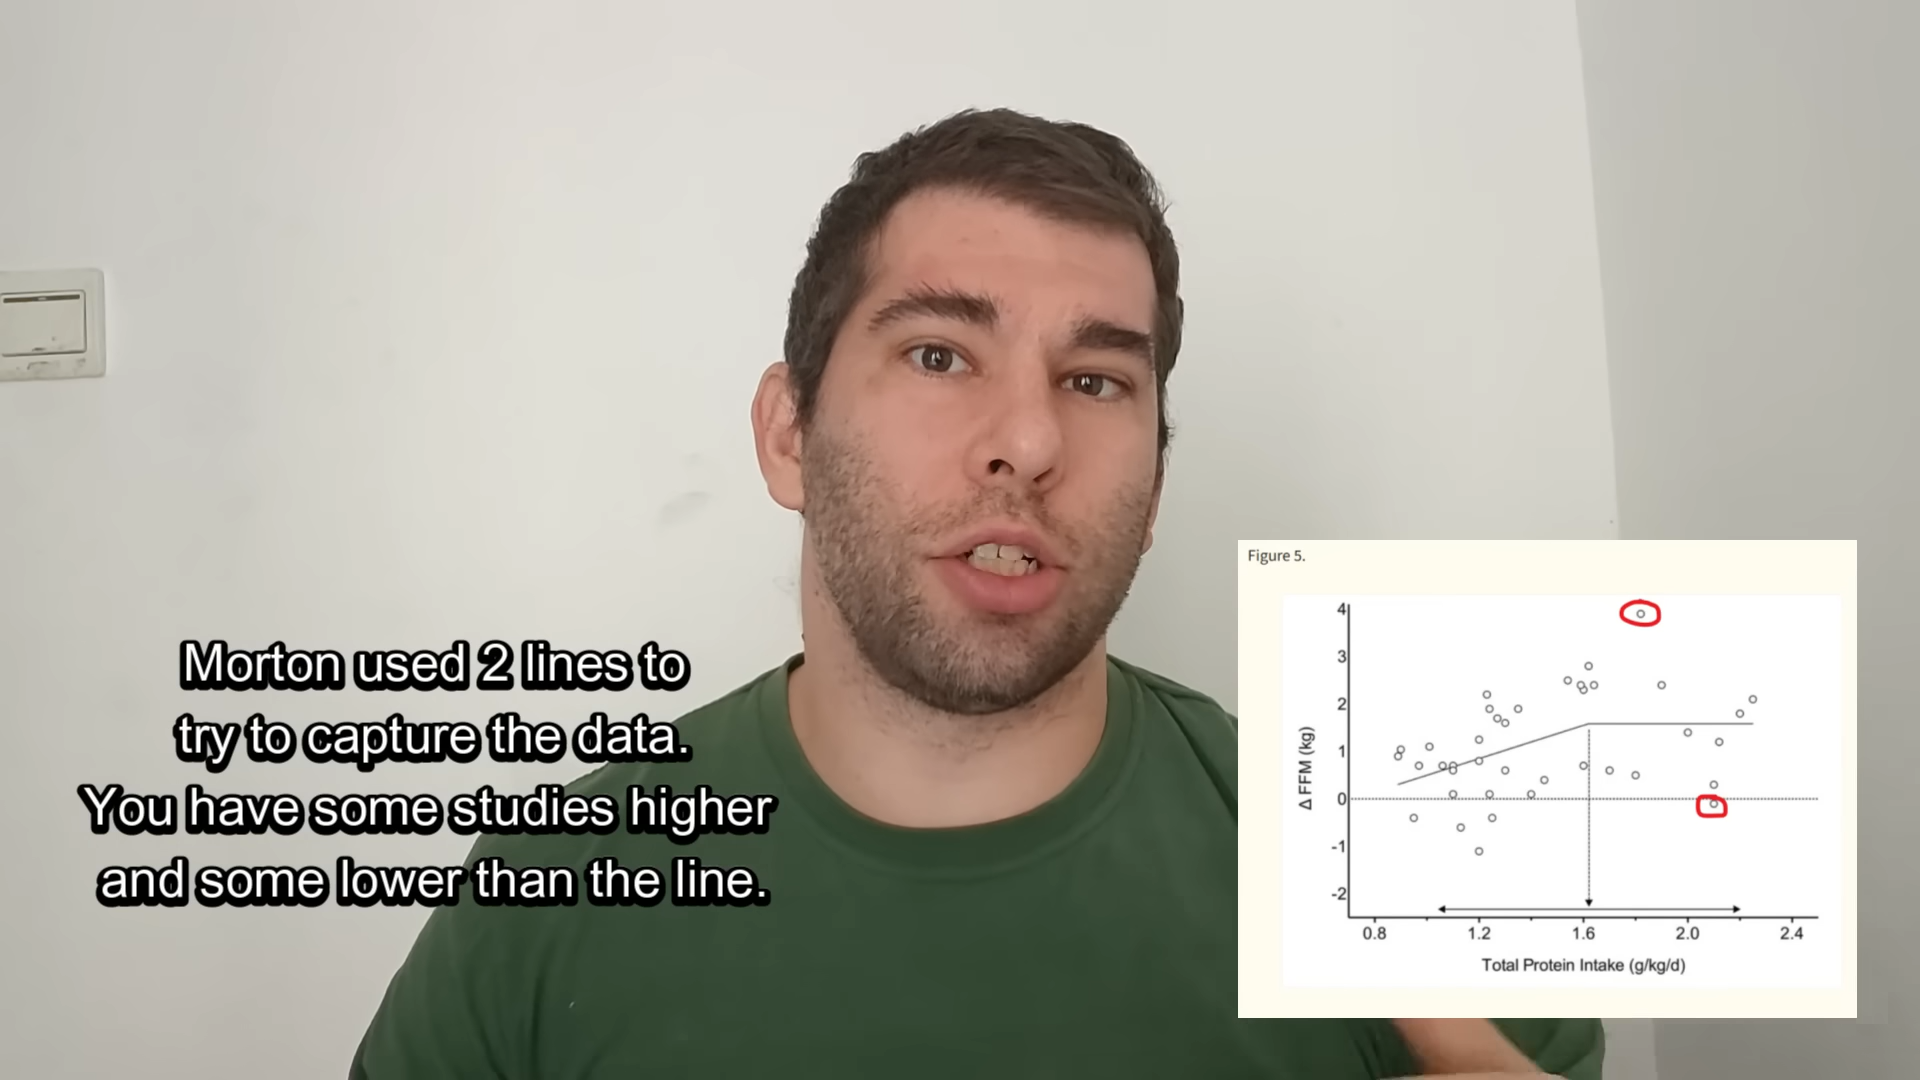 Morton used 2 lines to
try to capture the data.
You have some studies higher
and some lower than the line.
Figure 5.
4
3
2
1
0
-1
-2
Δ FFM (kg)
0.8 1.2 1.6 2.0 2.4
Total Protein Intake (g/kg/d)